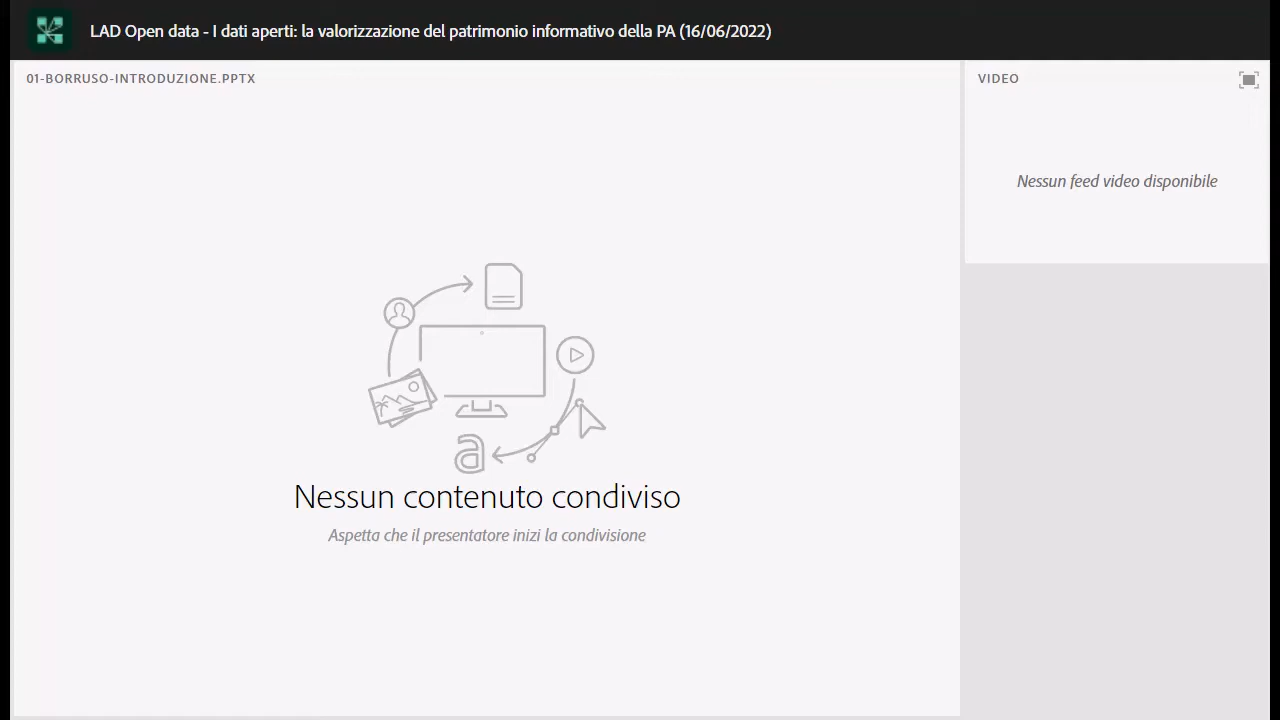 LAD Open data - I dati aperti: la valorizzazione del patrimonio informativo della PA (16/06/2022)
01-BORRUSO-INTRODUZIONE.PPTX
VIDEO
Nessun feed video disponibile
a
Nessun contenuto condiviso
Aspetta che il presentatore inizi la condivisione